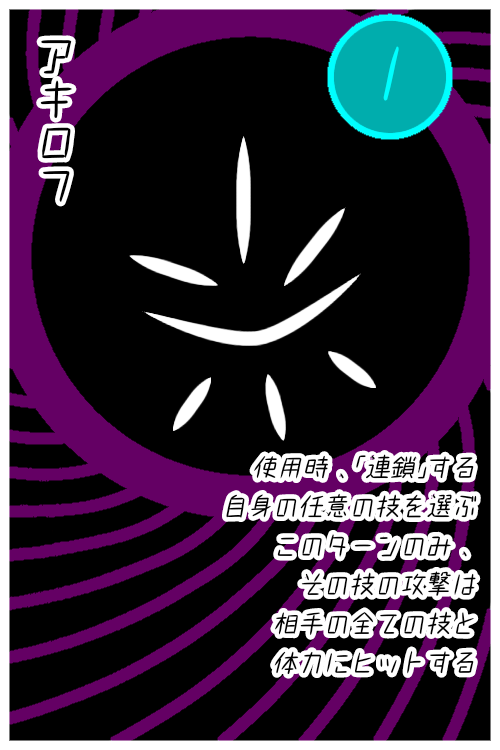 アキロフ
1
使用時、「連鎖」する
自身の任意の技を選ぶ
このターンのみ、
その技の攻撃は
相手の全ての技と
体力にヒットする